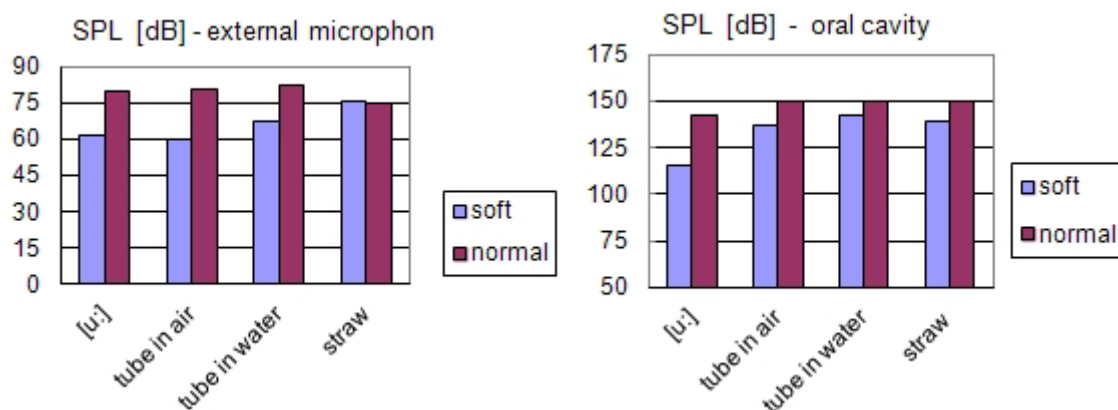 SPL [dB] - external microphon
90
75
60
45
30
15
0
[u:]
tube in air
tube in water
straw
soft
normal
SPL [dB] - oral cavity
175
150
125
100
75
50
[u:]
tube in air
tube in water
straw
soft
normal